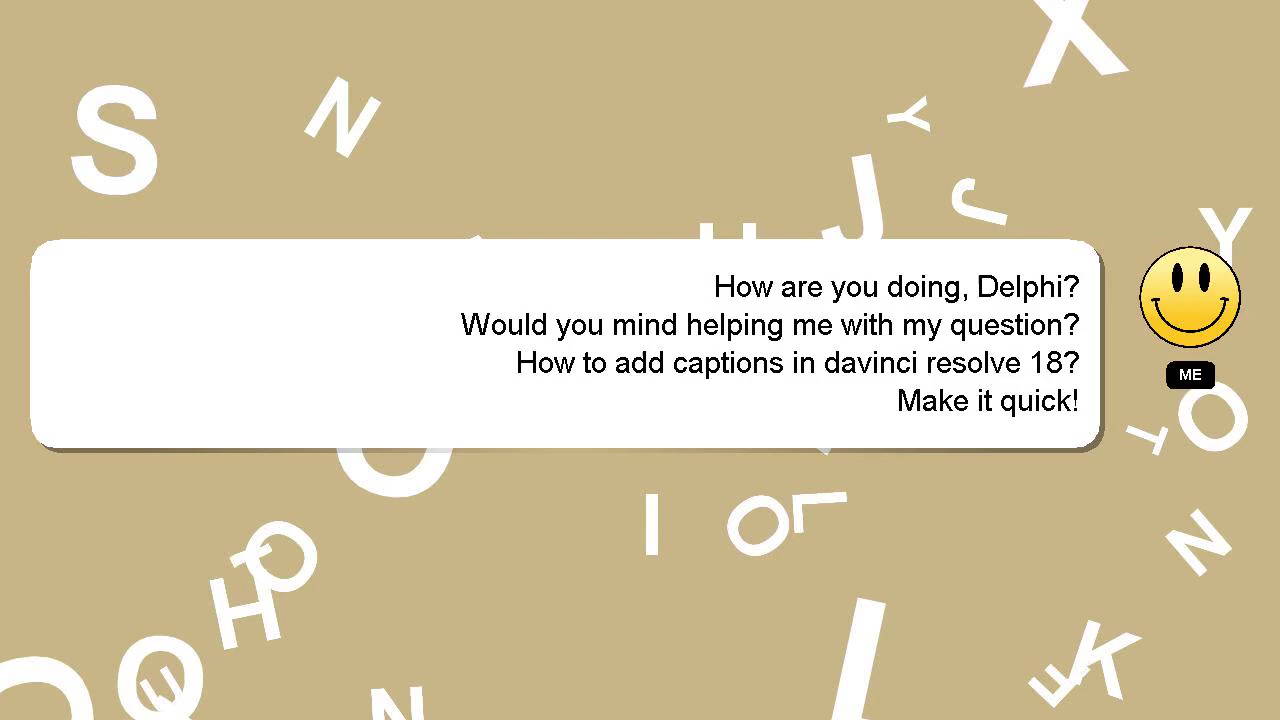 How are you doing, Delphi?
Would you mind helping me with my question?
How to add captions in davinci resolve 18?
Make it quick!
ME
S
N
X
Y
J
J
Y
O
T
I
O
L
N
O
T
H
O
K
E
N